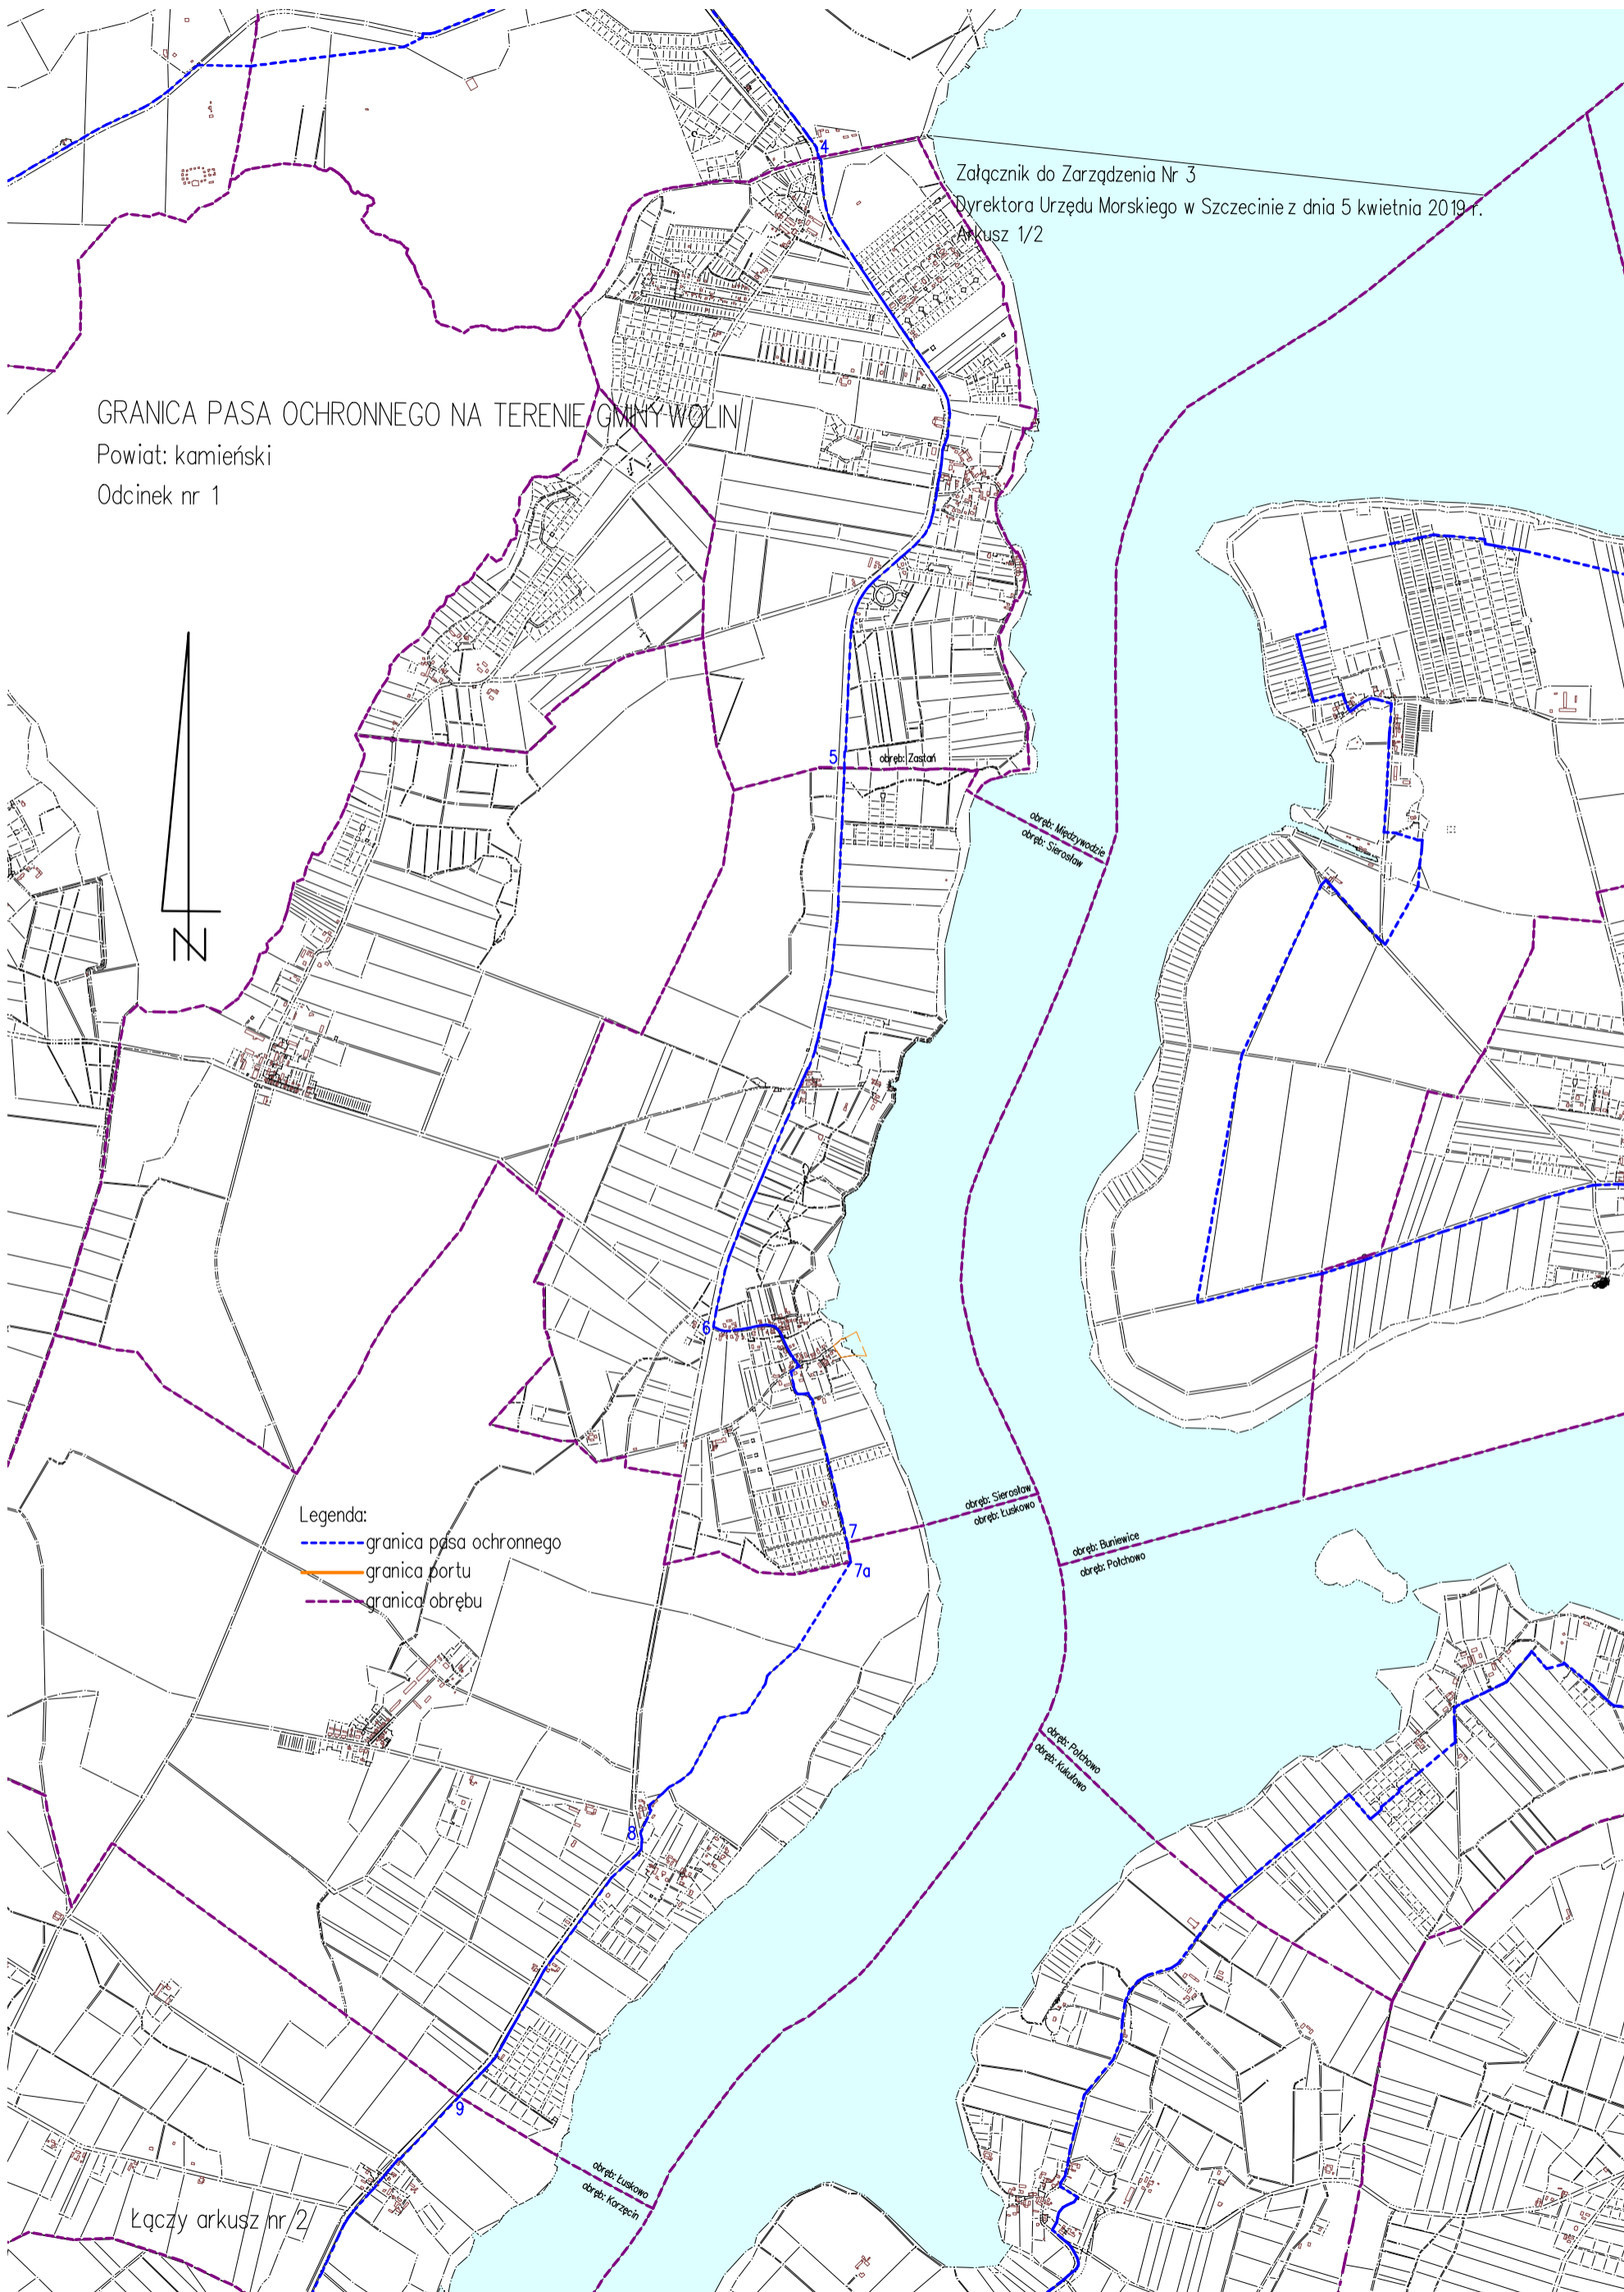 4
Załącznik do Zarządzenia Nr 3
Dyrektora Urzędu Morskiego w Szczecinie z dnia 5 kwietnia 2019 r.
Arkusz 1/2
GRANICA PASA OCHRONNEGO NA TERENIE GMINY WOLIN
Powiat: kamieński
Odcinek nr 1
5
obręb: Zastań
obręb: Międzywodzie
obręb: Sierosław
N
6
obręb: Sierosław
obręb: Łuskowo
7
7a
obręb: Buniewice
obręb: Połchowo
Legenda:
granica pasa ochronnego
granica portu
granica obrębu
obręb: Połchowo
obręb: Kukułowo
8
9
obręb: Łuskowo
obręb: Korzęcin
Łączy arkusz nr 2